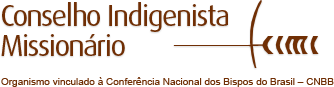 Conselho Indigenista
Missionário
Organismo vinculado à Conferência Nacional dos Bispos do Brasil – CNBB